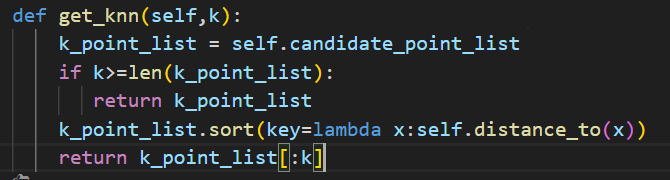 def get_knn(self,k):
    k_point_list = self.candidate_point_list
    if k>=len(k_point_list):
        return k_point_list
    k_point_list.sort(key=lambda x:self.distance_to(x))
    return k_point_list[:k]